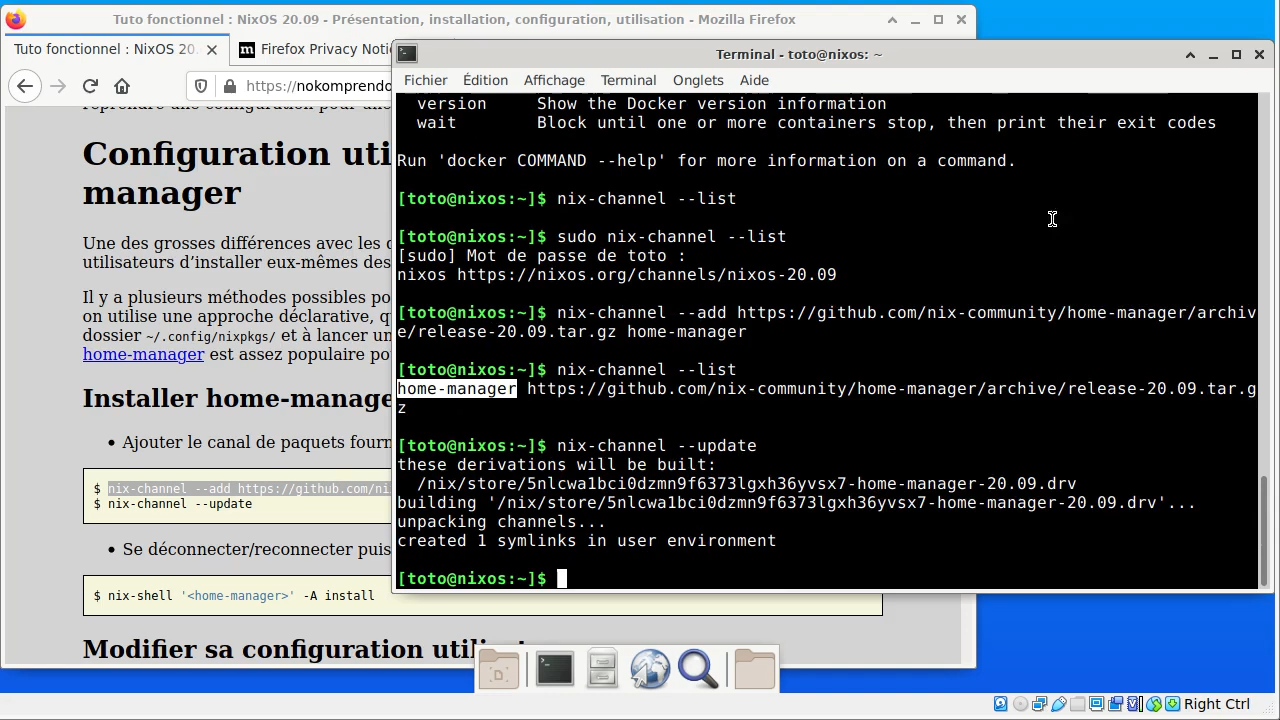 Tuto fonctionnel : NixOS 20.09 - Présentation, installation, configuration, utilisation - Mozilla Firefox
Tuto fonctionnel : NixOS 20.
Firefox Privacy Noti
https://nokomprendo
Configuration uti
manager
Une des grosses différences avec les
utilisateurs d’installer eux-mêmes des
Il y a plusieurs méthodes possibles po
on utilise une approche déclarative, q
dossier ~/.config/nixpkgs/ et à lancer un
home-manager est assez populaire po
Installer home-manage
• Ajouter le canal de paquets fourn
$ nix-channel --add https://github.com/ni
$ nix-channel --update
• Se déconnecter/reconnecter puis
$ nix-shell '<home-manager>' -A install
Modifier sa configuration utilisat
Terminal - toto@nixos: ~
Fichier Édition Affichage Terminal Onglets Aide
version Show the Docker version information
wait Block until one or more containers stop, then print their exit codes
Run 'docker COMMAND --help' for more information on a command.
[toto@nixos:~]$ nix-channel --list
[toto@nixos:~]$ sudo nix-channel --list
[sudo] Mot de passe de toto :
nixos https://nixos.org/channels/nixos-20.09
[toto@nixos:~]$ nix-channel --add https://github.com/nix-community/home-manager/archiv
e/release-20.09.tar.gz home-manager
[toto@nixos:~]$ nix-channel --list
home-manager https://github.com/nix-community/home-manager/archive/release-20.09.tar.g
z
[toto@nixos:~]$ nix-channel --update
these derivations will be built:
/nix/store/5nlcwa1bci0dzmn9f6373lgxh36yvsx7-home-manager-20.09.drv
building '/nix/store/5nlcwa1bci0dzmn9f6373lgxh36yvsx7-home-manager-20.09.drv'...
unpacking channels...
created 1 symlinks in user environment
[toto@nixos:~]$
Right Ctrl